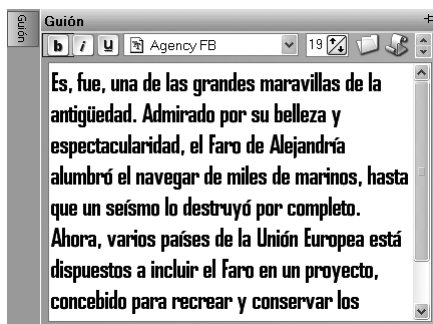 Guión
Guión
b i u Agency FB 19
Es, fue, una de las grandes maravillas de la
antigüedad. Admirado por su belleza y
espectacularidad, el Faro de Alejandría
alumbró el navegar de miles de marinos, hasta
que un seísmo lo destruyó por completo.
Ahora, varios países de la Unión Europea está
dispuestos a incluir el Faro en un proyecto,
concebido para recrear y conservar los